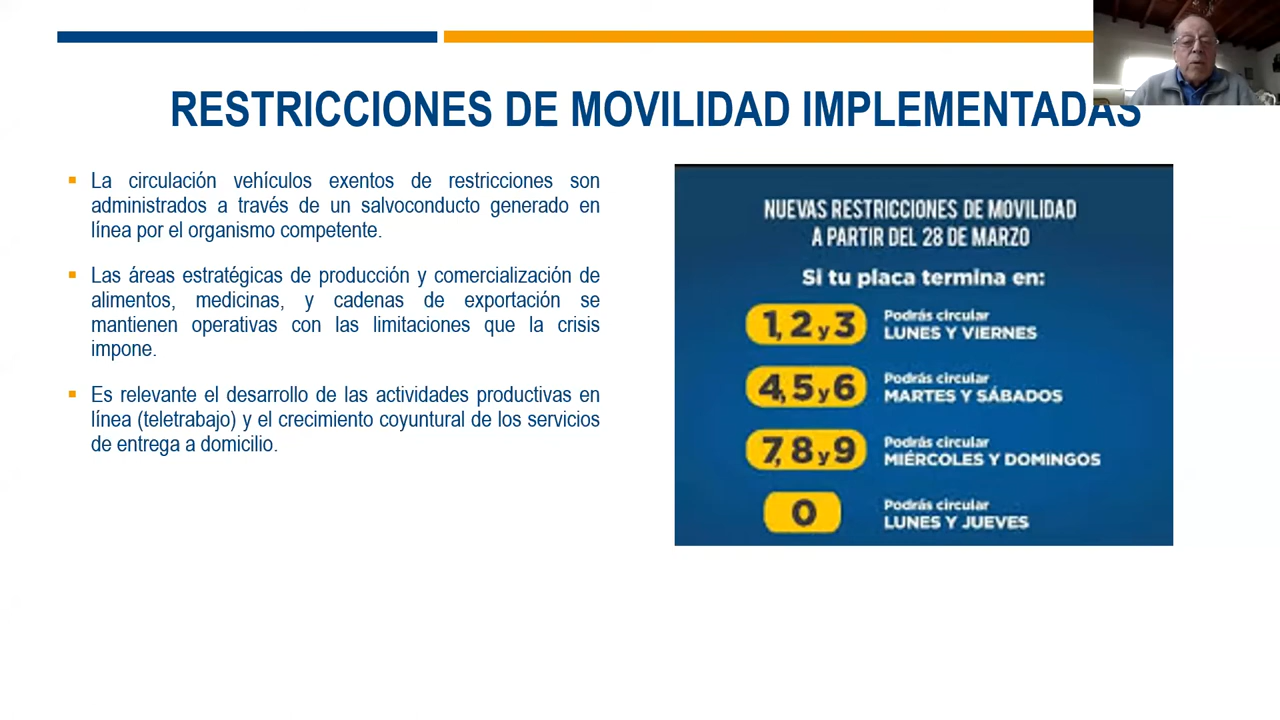 RESTRICCIONES DE MOVILIDAD IMPLEMENTADAS
La circulación vehículos exentos de restricciones son
administrados a través de un salvoconducto generado en
línea por el organismo competente.
Las áreas estratégicas de producción y comercialización de
alimentos, medicinas, y cadenas de exportación se
mantienen operativas con las limitaciones que la crisis
impone.
Es relevante el desarrollo de las actividades productivas en
línea (teletrabajo) y el crecimiento coyuntural de los servicios
de entrega a domicilio.
NUEVAS RESTRICCIONES DE MOVILIDAD
A PARTIR DEL 28 DE MARZO
Si tu placa termina en:
1, 2 y 3
Podrás circular
LUNES Y VIERNES
4, 5 y 6
Podrás circular
MARTES Y SÁBADOS
7, 8 y 9
Podrás circular
MIÉRCOLES Y DOMINGOS
0
Podrás circular
LUNES Y JUEVES